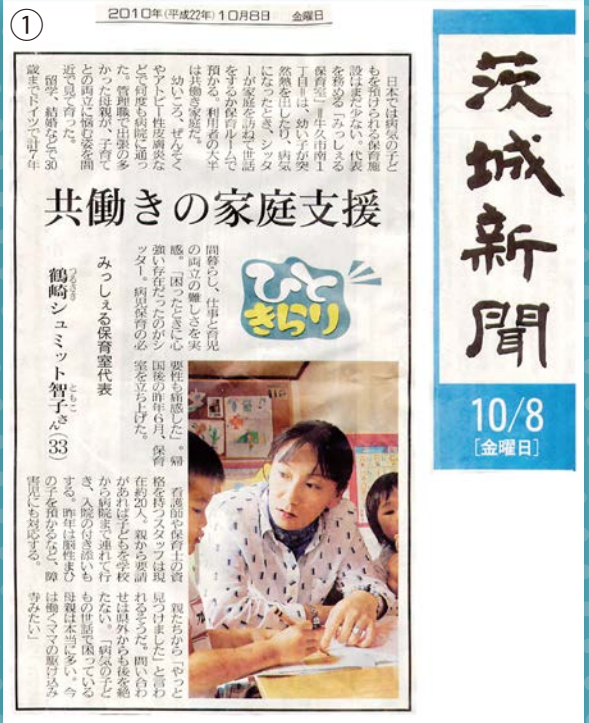 ①
2010年(平成22年)10月8日 金曜日
茨城新聞
10/8
[金曜日]
共働きの家庭支援
ひと
きらり
みっしぇる保育室代表
つるさき ともこ
鶴崎シュミット智子さん(33)
日本では病気の子ど
もを預けられる保育施
設はまだ少ない。代表
を務める「みっしぇる
保育室」=牛久市南1
丁目=は、幼い子が突
然熱を出したり、病気
になったとき、シッタ
ーが家庭を訪ねて世話
をするか保育ルームで
預かる。利用者の大半
は共働き家庭だ。
幼いころ、ぜんそく
やアトピー性皮膚炎な
どで何度も病院に通っ
た。管理職で出張の多
かった母親が、子育て
との両立に悩む姿を間
近で見て育った。
留学、結婚などで30
歳までドイツで計7年
間暮らし、仕事と育児
の両立の難しさを実
感。「困ったときに心
強い存在だったのがシ
ッター。病児保育の必
要性も痛感した」。帰
国後の昨年6月、保育
室を立ち上げた。
看護師や保育士の資
格を持つスタッフは現
在約20人。親から要請
があれば子どもを学校
から病院まで連れて行
き、入院の付き添いも
する。昨年は脳性まひ
の子を預かるなど、障
害児にも対応する。
親たちから「やっと
見つけました」と言わ
れるそうだ。問い合わ
せは県外からも後を絶
たない。「病気の子ど
もの世話で困っている
母親は本当に多い。今
は働くママの駆け込み
寺みたい」